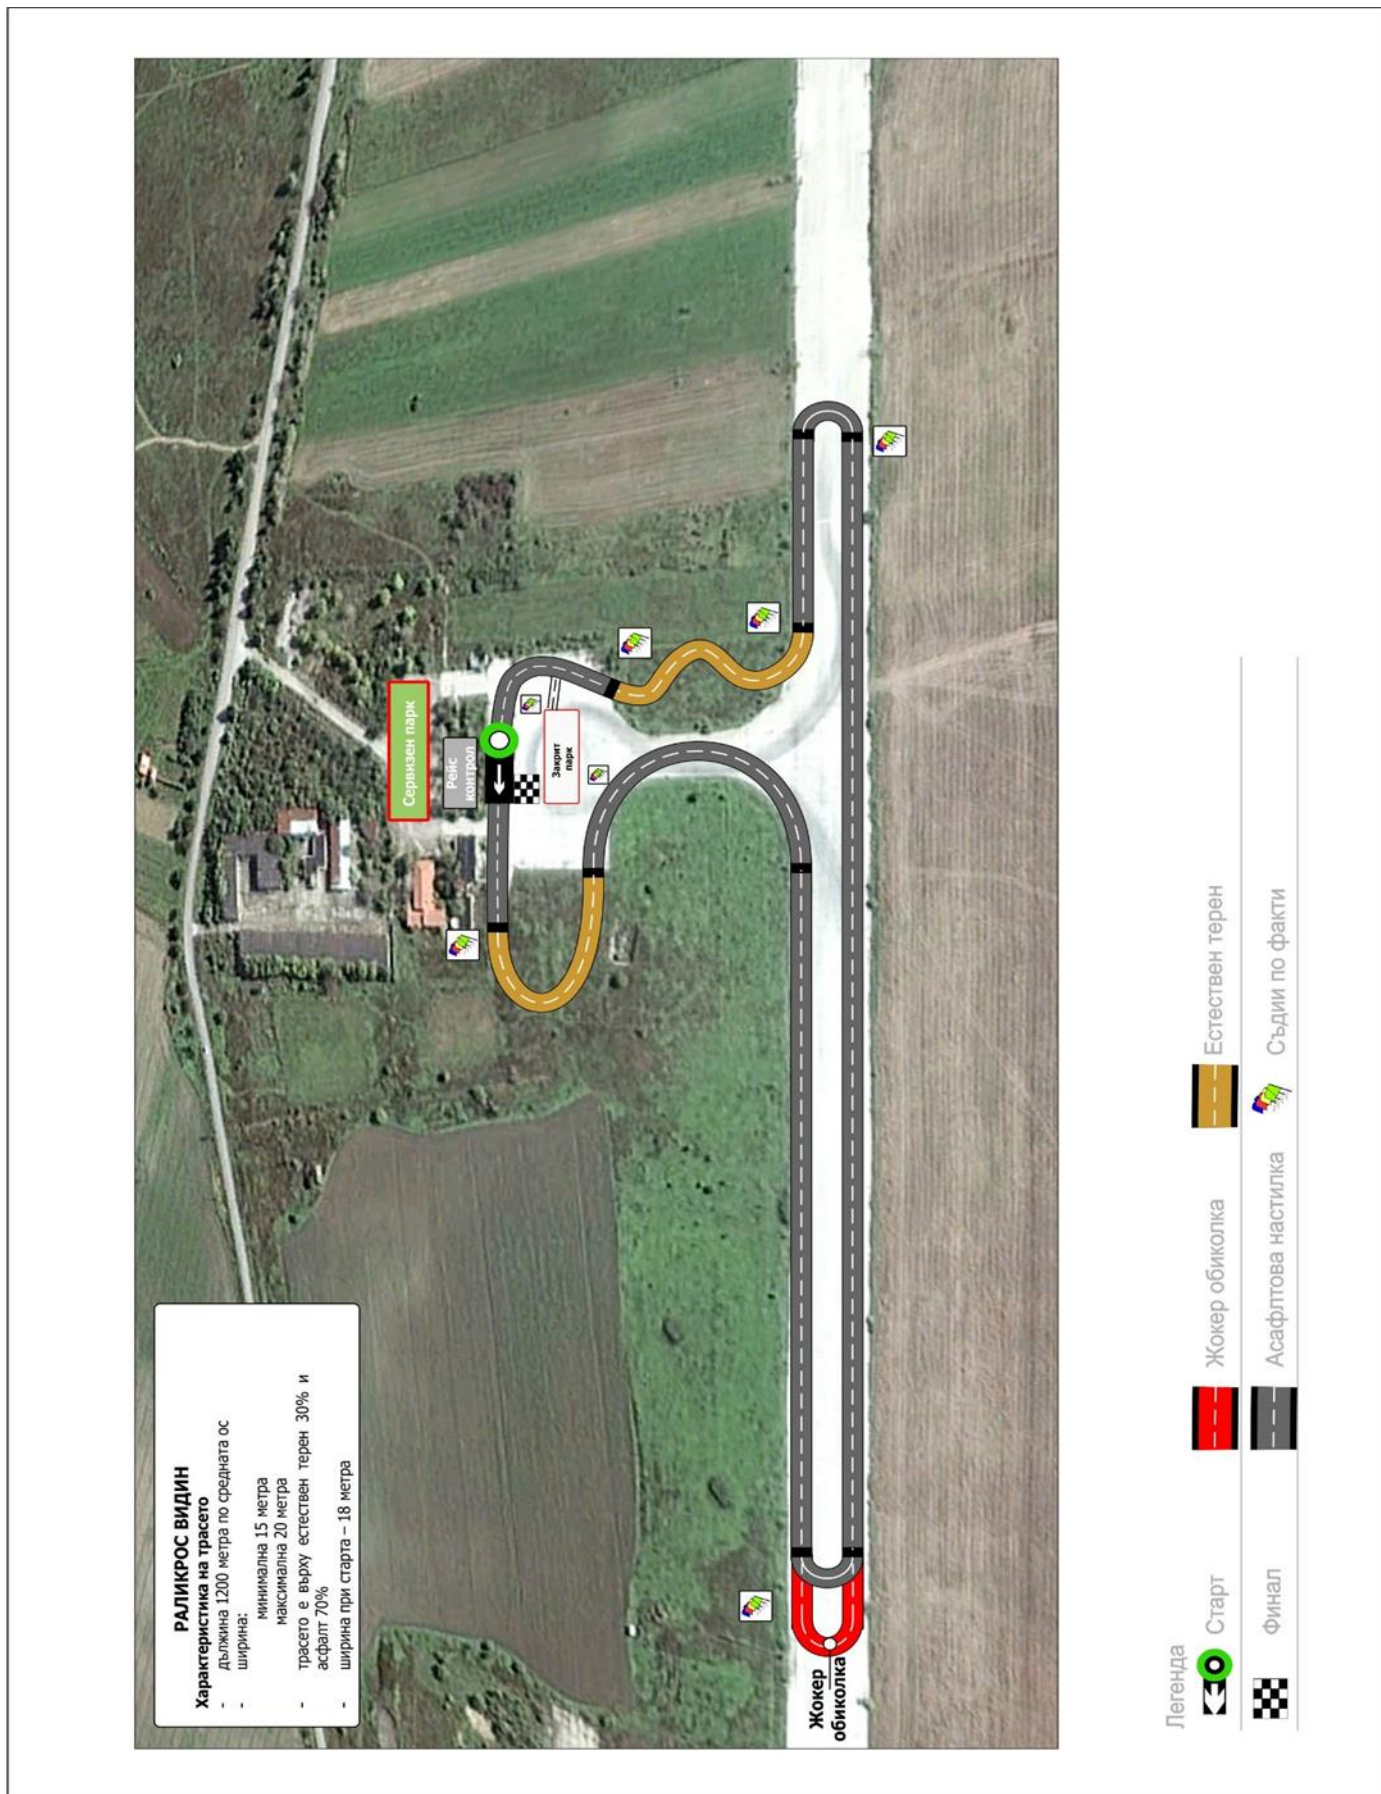 РАЛИКРОС ВИДИН
Характеристика на трасето
- дължина 1200 метра по средната ос
- ширина:
минимална 15 метра
максимална 20 метра
- трасето е върху естествен терен 30% и
асфалт 70%
- ширина при старта – 18 метра
Сервизен парк
Рейс
контрол
Закрит
парк
Жокер
обиколка
Легенда
Старт
Жокер обиколка
Естествен терен
Финал
Асафлтова настилка
Съдии по факти